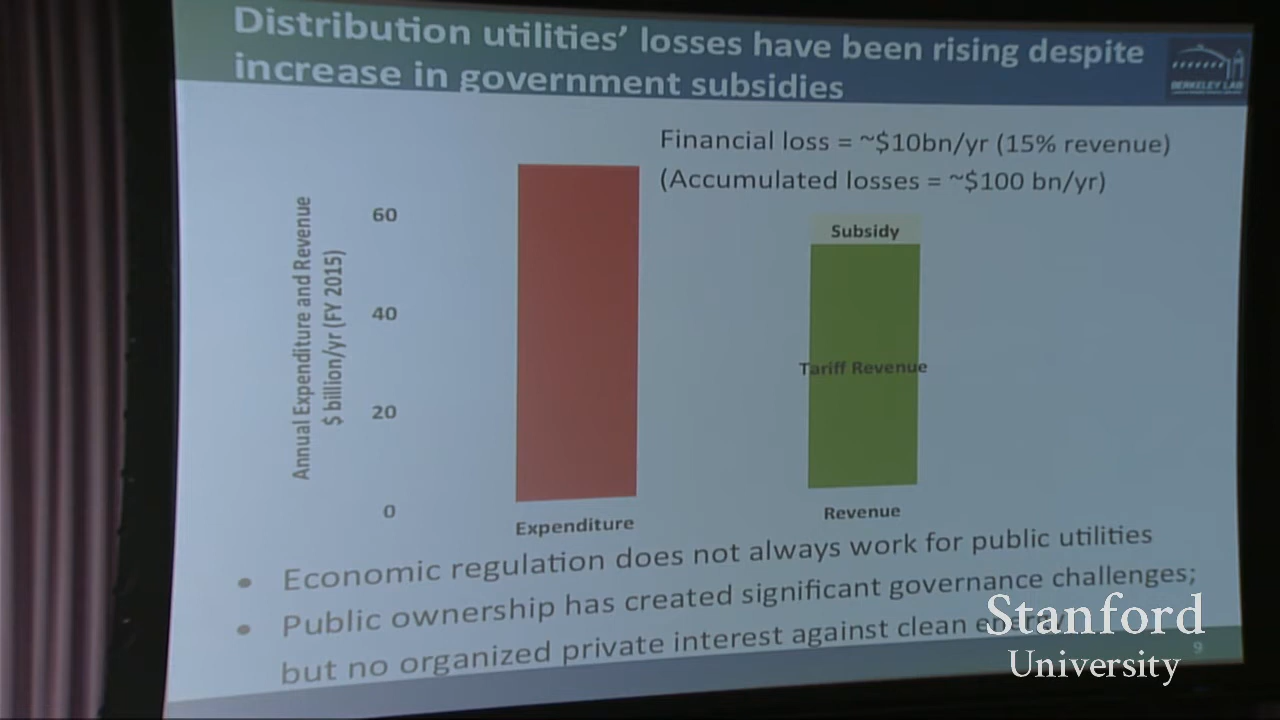 Distribution utilities' losses have been rising despite
increase in government subsidies
BERKELEY LAB
Financial loss = ~$10bn/yr (15% revenue)
(Accumulated losses = ~$100 bn/yr)
Annual Expenditure and Revenue
$ billion/yr (FY 2015)
60
40
20
0
Subsidy
Tariff Revenue
Expenditure
Revenue
• Economic regulation does not always work for public utilities
• Public ownership has created significant governance challenges;
but no organized private interest against clean energy
9
Stanford
University